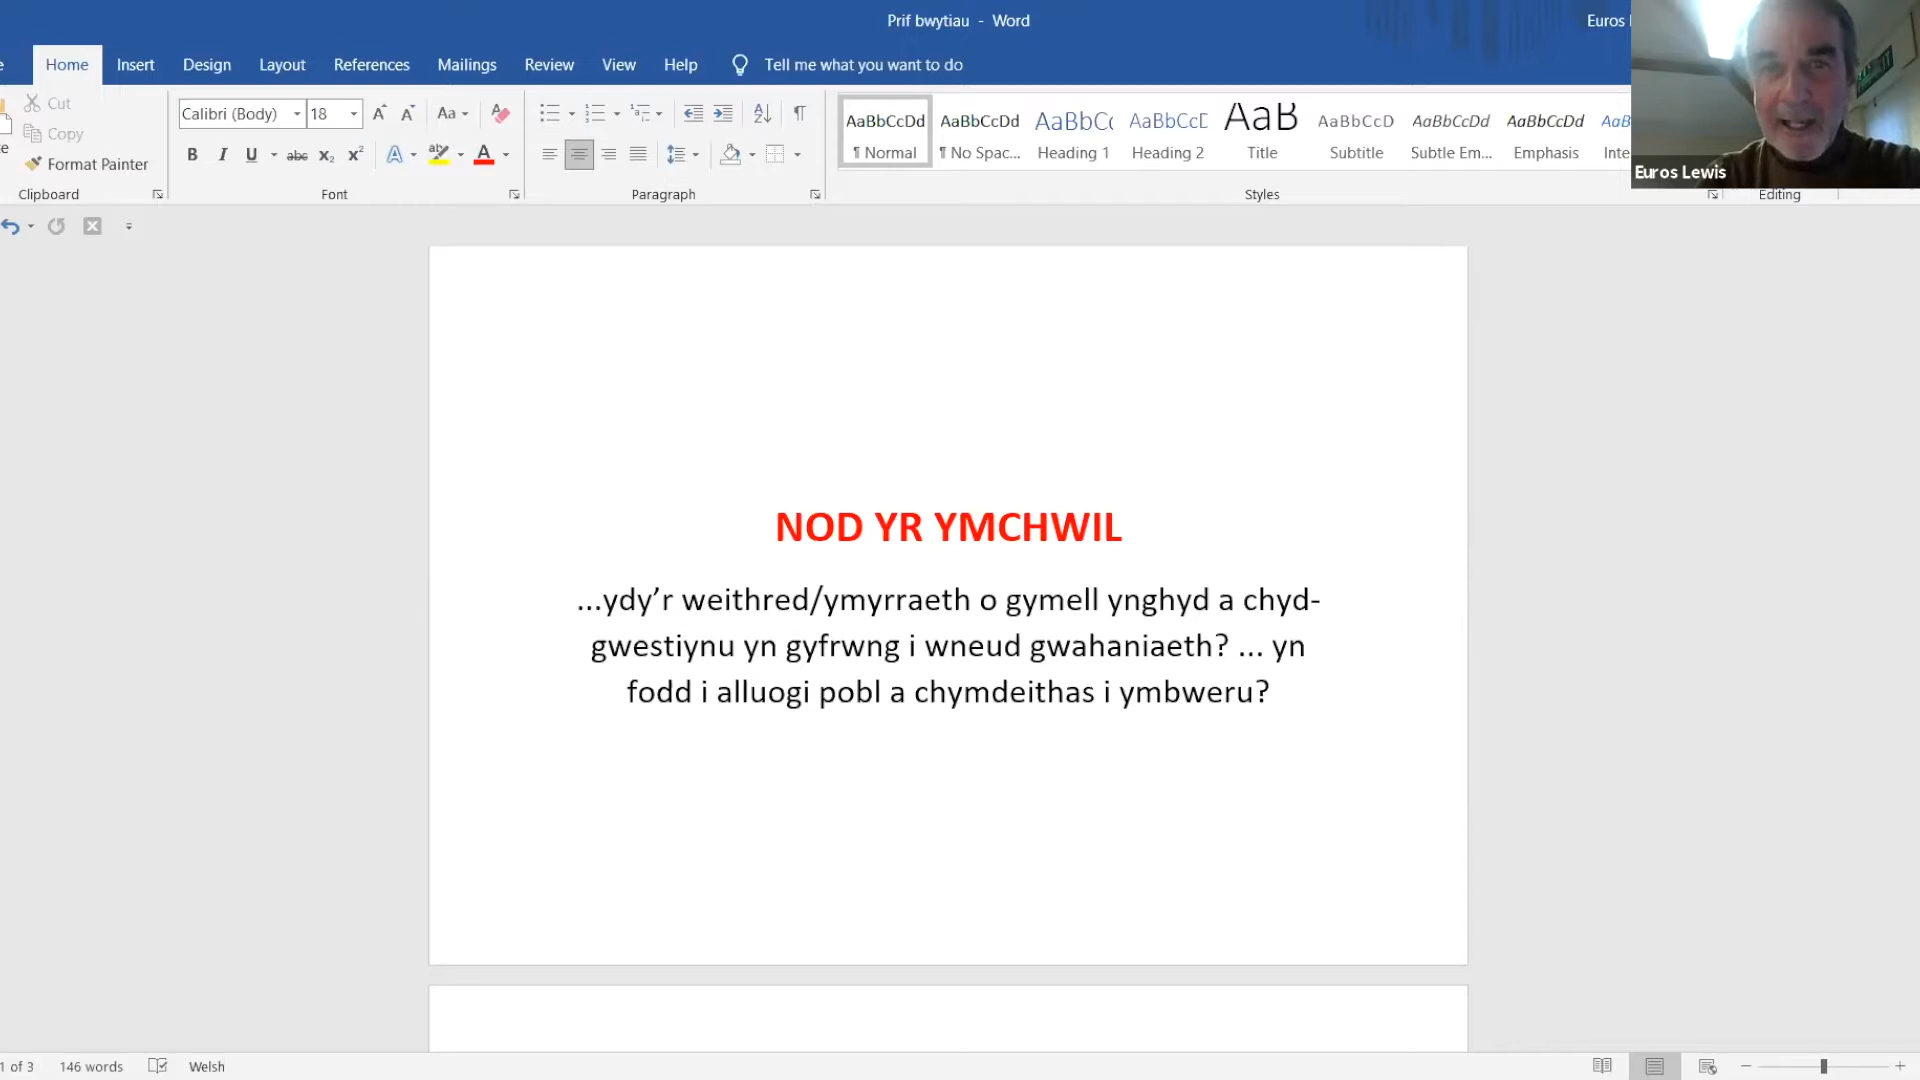 Prif bwytiau - Word
Euros
Home Insert Design Layout References Mailings Review View Help Tell me what you want to do
Cut
Copy
Format Painter
Clipboard
Calibri (Body) 18
Font
Paragraph
AaBbCcDd AaBbCcDd AaBbCc AaBbCcD AaB AaBbCcD AaBbCcDd AaBbCcDd AaB
¶ Normal ¶ No Spac... Heading 1 Heading 2 Title Subtitle Subtle Em... Emphasis Inte
Styles
Editing
Euros Lewis
NOD YR YMCHWIL
...ydy’r weithred/ymyrraeth o gymell ynghyd a chyd-
gwestiynu yn gyfrwng i wneud gwahaniaeth? ... yn
fodd i alluogi pobl a chymdeithas i ymbweru?
1 of 3 146 words Welsh